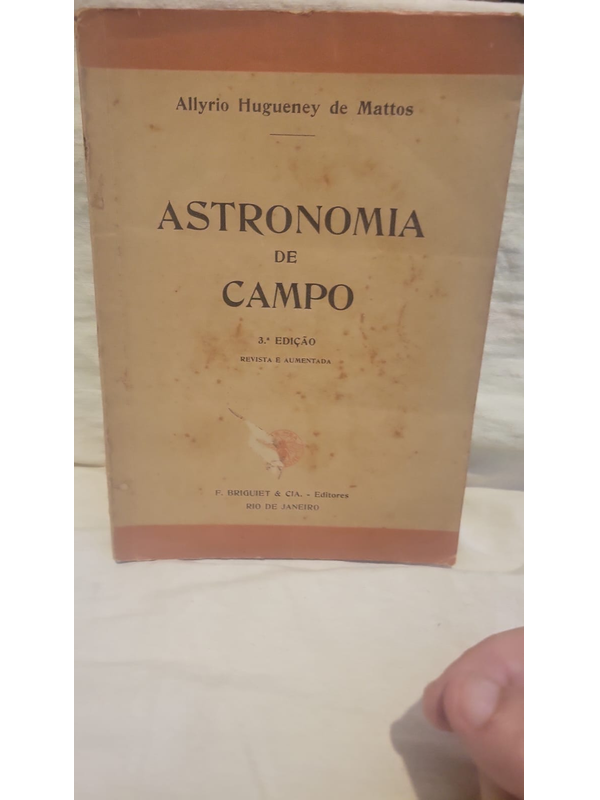 Allyrio Hugueney de Mattos
ASTRONOMIA
DE
CAMPO
3.ª EDIÇÃO
REVISTA E AUMENTADA
F. BRIGUIET & CIA. - Editores
RIO DE JANEIRO